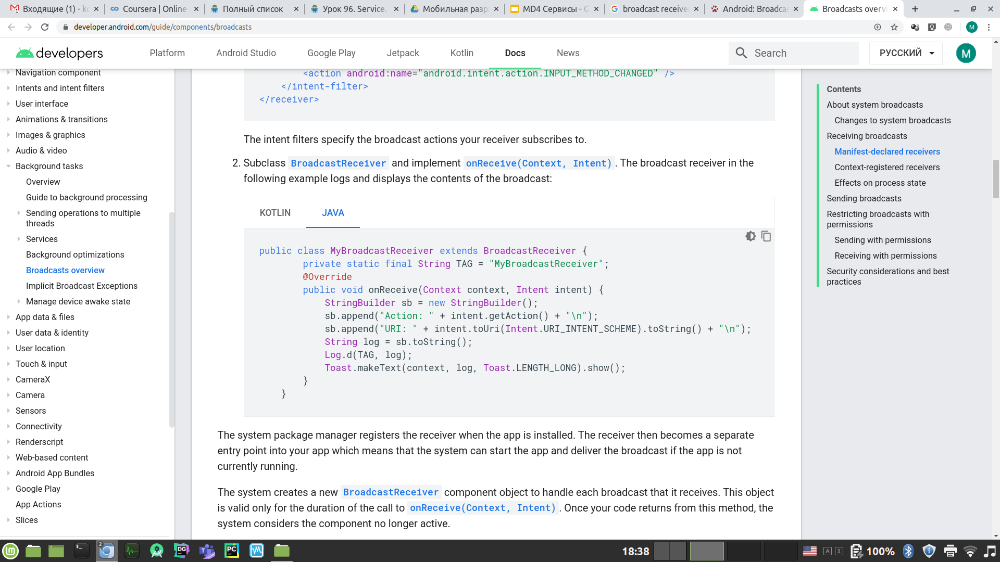 Входящие (1) - k
Coursera | Online
Полный список
Урок 96. Service.
Мобильная разр
MD4 Сервисы - G
broadcast receive
Android: Broadcas
Broadcasts overvi
developer.android.com/guide/components/broadcasts
M
developers
Platform
Android Studio
Google Play
Jetpack
Kotlin
Docs
News
Search
РУССКИЙ
M
Navigation component
Intents and intent filters
User interface
Animations & transitions
Images & graphics
Audio & video
Background tasks
Overview
Guide to background processing
Sending operations to multiple
threads
Services
Background optimizations
Broadcasts overview
Implicit Broadcast Exceptions
Manage device awake state
App data & files
User data & identity
User location
Touch & input
CameraX
Camera
Sensors
Connectivity
Renderscript
Web-based content
Android App Bundles
Google Play
App Actions
Slices
<action android:name="android.intent.action.INPUT_METHOD_CHANGED" />
</intent-filter>
</receiver>
The intent filters specify the broadcast actions your receiver subscribes to.
2. Subclass BroadcastReceiver and implement onReceive(Context, Intent). The broadcast receiver in the
following example logs and displays the contents of the broadcast:
KOTLIN
JAVA
public class MyBroadcastReceiver extends BroadcastReceiver {
private static final String TAG = "MyBroadcastReceiver";
@Override
public void onReceive(Context context, Intent intent) {
StringBuilder sb = new StringBuilder();
sb.append("Action: " + intent.getAction() + "\n");
sb.append("URI: " + intent.toUri(Intent.URI_INTENT_SCHEME).toString() + "\n");
String log = sb.toString();
Log.d(TAG, log);
Toast.makeText(context, log, Toast.LENGTH_LONG).show();
}
}
The system package manager registers the receiver when the app is installed. The receiver then becomes a separate
entry point into your app which means that the system can start the app and deliver the broadcast if the app is not
currently running.
The system creates a new BroadcastReceiver component object to handle each broadcast that it receives. This object
is valid only for the duration of the call to onReceive(Context, Intent). Once your code returns from this method, the
system considers the component no longer active.
Contents
About system broadcasts
Changes to system broadcasts
Receiving broadcasts
Manifest-declared receivers
Context-registered receivers
Effects on process state
Sending broadcasts
Restricting broadcasts with
permissions
Sending with permissions
Receiving with permissions
Security considerations and best
practices
2
DG
PC
18:38
A
1
100%